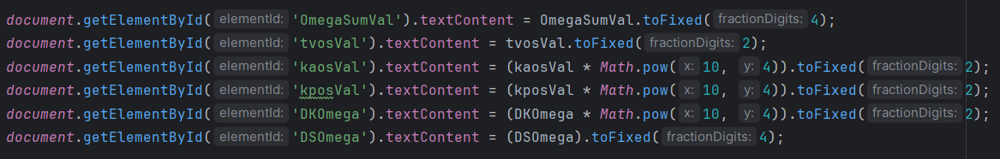 document.getElementById( elementId: 'OmegaSumVal').textContent = OmegaSumVal.toFixed( fractionDigits: 4);
document.getElementById( elementId: 'tvosVal').textContent = tvosVal.toFixed( fractionDigits: 2);
document.getElementById( elementId: 'kaosVal').textContent = (kaosVal * Math.pow( x: 10, y: 4)).toFixed( fractionDigits: 2);
document.getElementById( elementId: 'kposVal').textContent = (kposVal * Math.pow( x: 10, y: 4)).toFixed( fractionDigits: 2);
document.getElementById( elementId: 'DKOmega').textContent = (DKOmega * Math.pow( x: 10, y: 4)).toFixed( fractionDigits: 2);
document.getElementById( elementId: 'DSOmega').textContent = (DSOmega).toFixed( fractionDigits: 4);